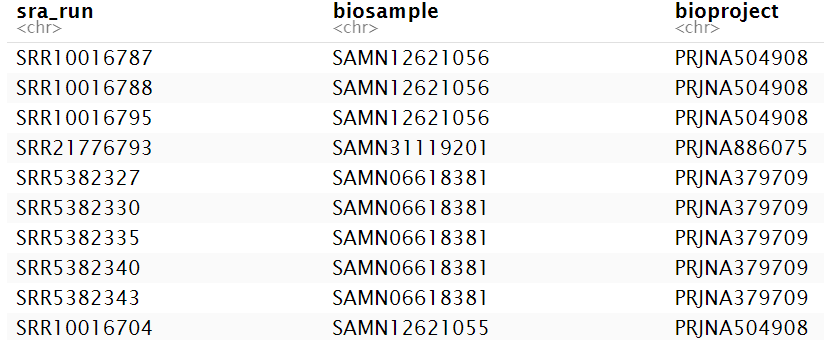 sra_run biosample bioproject
<chr> <chr> <chr>
SRR10016787 SAMN12621056 PRJNA504908
SRR10016788 SAMN12621056 PRJNA504908
SRR10016795 SAMN12621056 PRJNA504908
SRR21776793 SAMN31119201 PRJNA886075
SRR5382327 SAMN06618381 PRJNA379709
SRR5382330 SAMN06618381 PRJNA379709
SRR5382335 SAMN06618381 PRJNA379709
SRR5382340 SAMN06618381 PRJNA379709
SRR5382343 SAMN06618381 PRJNA379709
SRR10016704 SAMN12621055 PRJNA504908